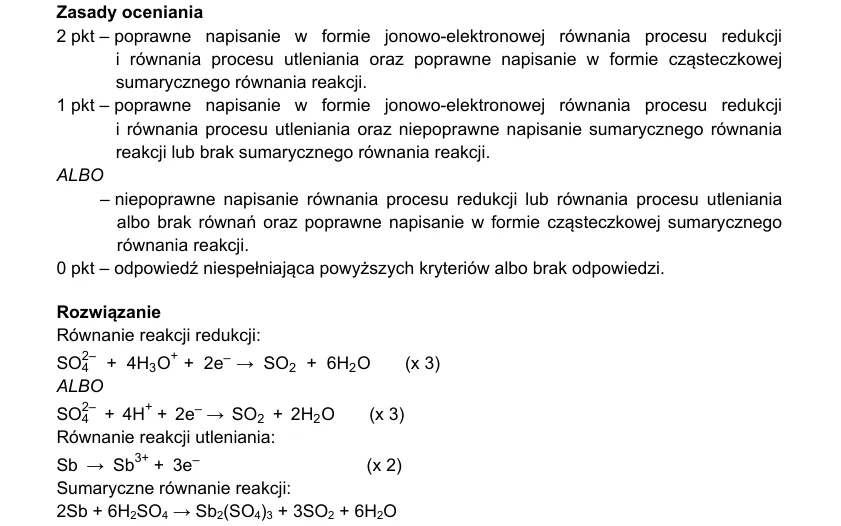 Zasady oceniania
2 pkt – poprawne napisanie w formie jonowo-elektronowej równania procesu redukcji
i równania procesu utleniania oraz poprawne napisanie w formie cząsteczkowej
sumarycznego równania reakcji.
1 pkt – poprawne napisanie w formie jonowo-elektronowej równania procesu redukcji
i równania procesu utleniania oraz niepoprawne napisanie sumarycznego równania
reakcji lub brak sumarycznego równania reakcji.
ALBO
– niepoprawne napisanie równania procesu redukcji lub równania procesu utleniania
albo brak równań oraz poprawne napisanie w formie cząsteczkowej sumarycznego
równania reakcji.
0 pkt – odpowiedź niespełniająca powyższych kryteriów albo brak odpowiedzi.
Rozwiązanie
Równanie reakcji redukcji:
SO₄²⁻ + 4H₃O⁺ + 2e⁻ → SO₂ + 6H₂O (x 3)
ALBO
SO₄²⁻ + 4H⁺ + 2e⁻ → SO₂ + 2H₂O (x 3)
Równanie reakcji utleniania:
Sb → Sb³⁺ + 3e⁻ (x 2)
Sumaryczne równanie reakcji:
2Sb + 6H₂SO₄ → Sb₂(SO₄)₃ + 3SO₂ + 6H₂O